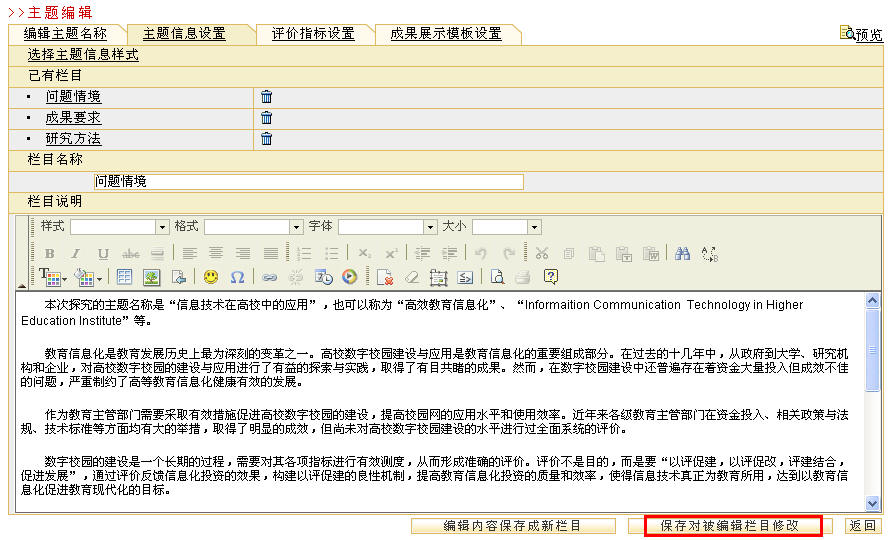 >>主题编辑
编辑主题名称 主题信息设置 评价指标设置 成果展示模板设置 预览
选择主题信息样式
已有栏目
· 问题情境
· 成果要求
· 研究方法
栏目名称
问题情境
栏目说明
样式 格式 字体 大小
本次探究的主题名称是“信息技术在高校中的应用”，也可以称为“高效教育信息化”、“Informaition Communication Technology in Higher
Education Institute”等。
教育信息化是教育发展历史上最为深刻的变革之一。高校数字校园建设与应用是教育信息化的重要组成部分。在过去的十几年中，从政府到大学、研究机
构和企业，对高校数字校园的建设与应用进行了有益的探索与实践，取得了有目共睹的成果。然而，在数字校园建设中还普遍存在着资金大量投入但成效不佳
的问题，严重制约了高等教育信息化健康有效的发展。
作为教育主管部门需要采取有效措施促进高校数字校园的建设，提高校园网的应用水平和使用效率。近年来各级教育主管部门在资金投入、相关政策与法
规、技术标准等方面均有大的举措，取得了明显的成效，但尚未对高校数字校园建设的水平进行过全面系统的评价。
数字校园的建设是一个长期的过程，需要对其各项指标进行有效测度，从而形成准确的评价。评价不是目的，而是要“以评促建，以评促改，评建结合，
促进发展”，通过评价反馈信息化投资的效果，构建以评促建的良性机制，提高教育信息化投资的质量和效率，使得信息技术真正为教育所用，达到以教育信
息化促进教育现代化的目标。
编辑内容保存成新栏目 保存对被编辑栏目修改 返回